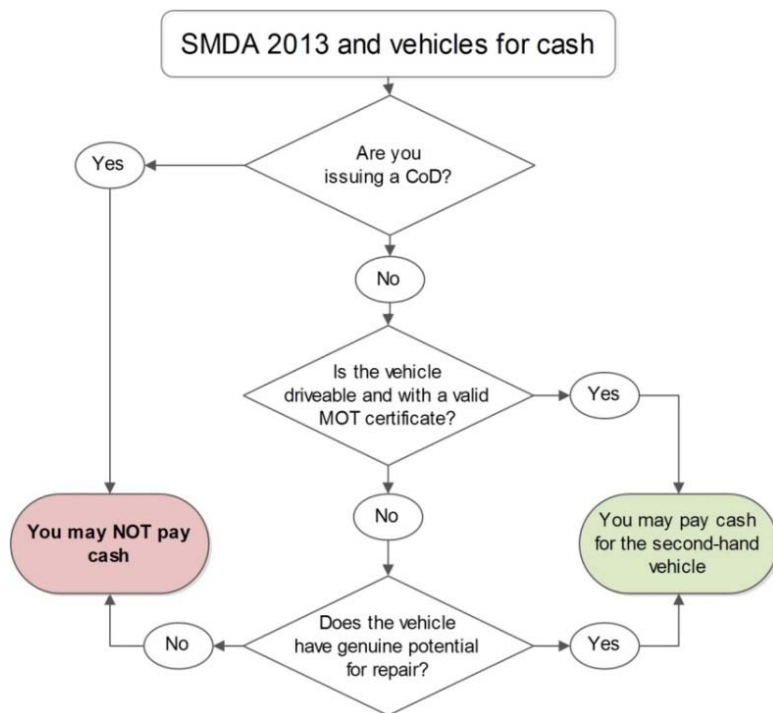 SMDA 2013 and vehicles for cash
Are you
issuing a CoD?
Yes
No
Is the vehicle
driveable and with a valid
MOT certificate?
Yes
No
You may NOT pay
cash
You may pay cash
for the second-hand
vehicle
Does the vehicle
have genuine potential
for repair?
No
Yes